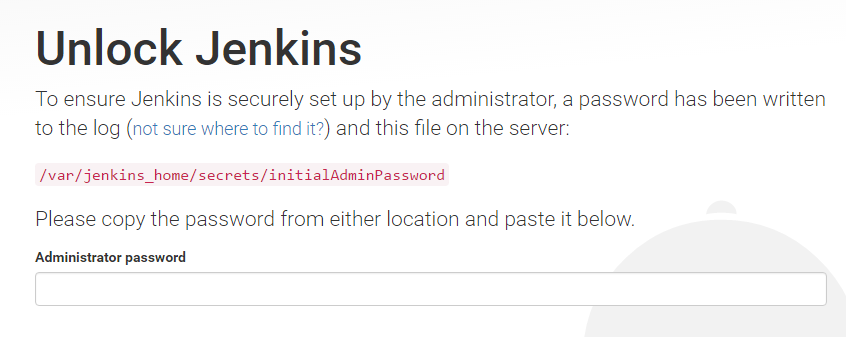 Unlock Jenkins
To ensure Jenkins is securely set up by the administrator, a password has been written
to the log (not sure where to find it?) and this file on the server:
/var/jenkins_home/secrets/initialAdminPassword
Please copy the password from either location and paste it below.
Administrator password